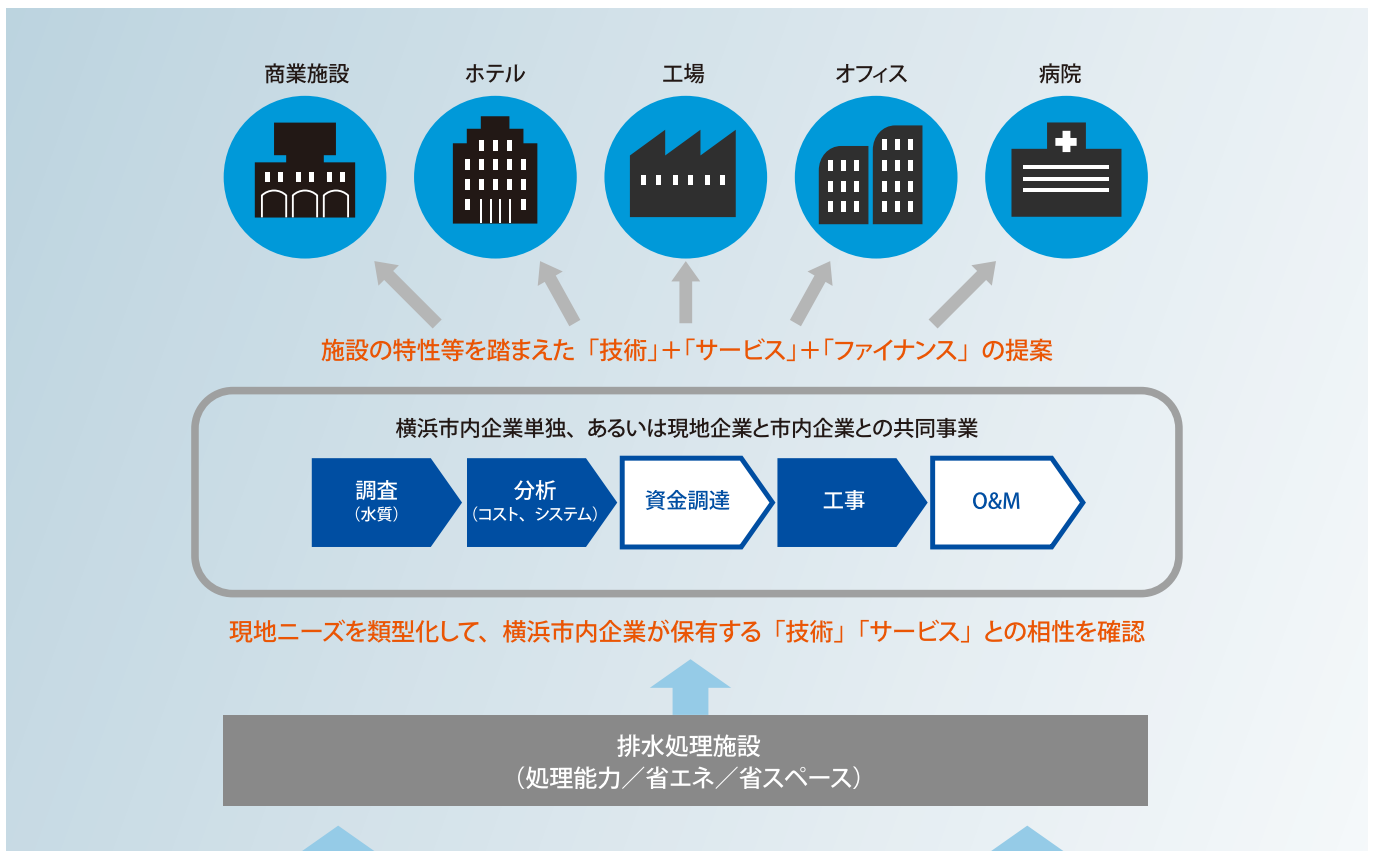 商業施設
ホテル
工場
オフィス
病院
施設の特性等を踏まえた「技術」＋「サービス」＋「ファイナンス」の提案
横浜市内企業単独、あるいは現地企業と市内企業との共同事業
調査
（水質）
分析
（コスト、システム）
資金調達
工事
O&M
現地ニーズを類型化して、横浜市内企業が保有する「技術」「サービス」との相性を確認
排水処理施設
（処理能力／省エネ／省スペース）